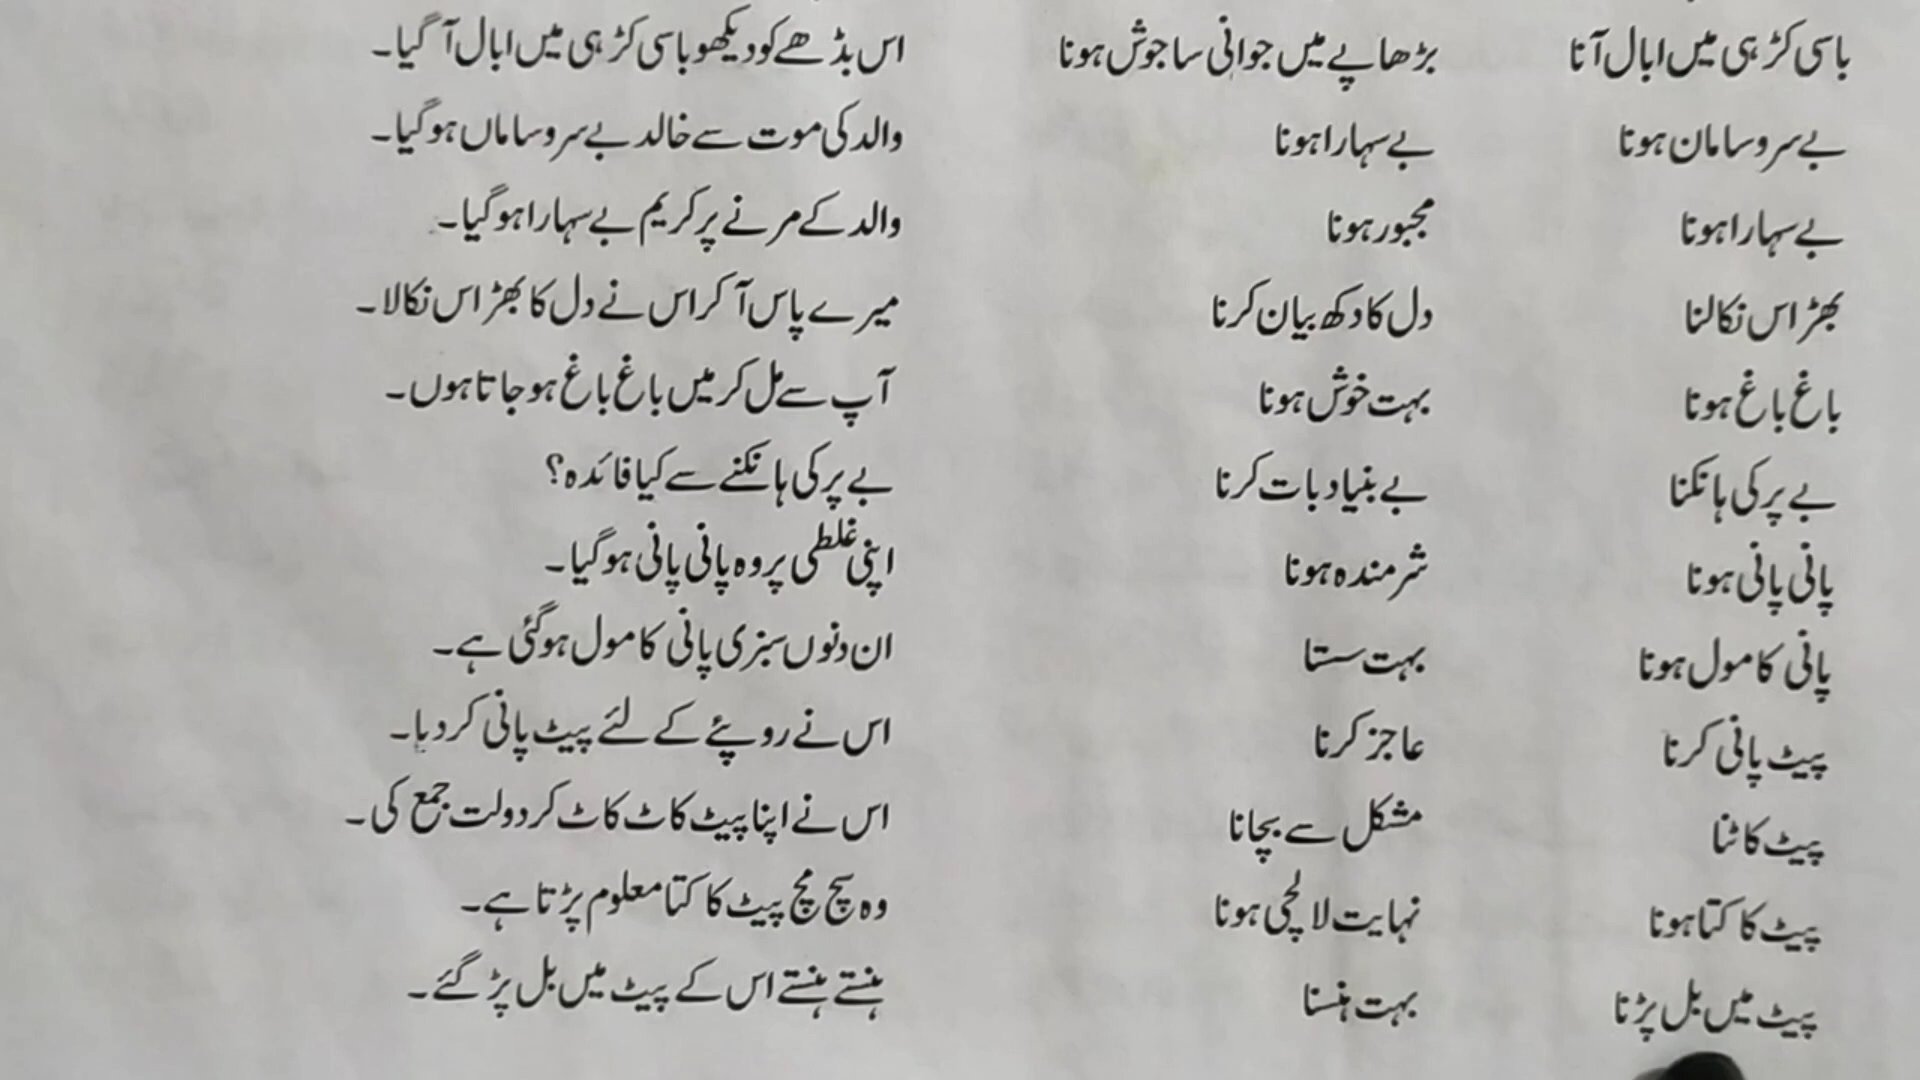 باسی کڑہی میں ابال آنا بڑھاپے میں جوانی سا جوش ہونا اس بڈھے کو دیکھو باسی کڑہی میں ابال آ گیا۔
بے سر و سامان ہونا بے سہارا ہونا والد کی موت سے خالد بے سر و ساماں ہو گیا۔
بے سہارا ہونا مجبور ہونا والد کے مرنے پر کریم بے سہارا ہو گیا۔
بھڑاس نکالنا دل کا دکھ بیان کرنا میرے پاس آ کر اس نے دل کا بھڑاس نکالا۔
باغ باغ ہونا بہت خوش ہونا آپ سے مل کر میں باغ باغ ہو جاتا ہوں۔
بے پر کی ہانکنا بے بنیاد بات کرنا بے پر کی ہانکنے سے کیا فائدہ؟
پانی پانی ہونا شرمندہ ہونا اپنی غلطی پر وہ پانی پانی ہو گیا۔
پانی کا مول ہونا بہت سستا ان دنوں سبزی پانی کا مول ہو گئی ہے۔
پیٹ پانی کرنا عاجز کرنا اس نے روپئے کے لئے پیٹ پانی کر دیا۔
پیٹ کاٹنا مشکل سے بچانا اس نے اپنا پیٹ کاٹ کاٹ کر دولت جمع کی۔
پیٹ کا کتا ہونا نہایت لالچی ہونا وہ سچ مچ پیٹ کا کتا معلوم پڑتا ہے۔
پیٹ میں بل پڑنا بہت ہنسنا ہنستے ہنستے اس کے پیٹ میں بل پڑ گئے۔